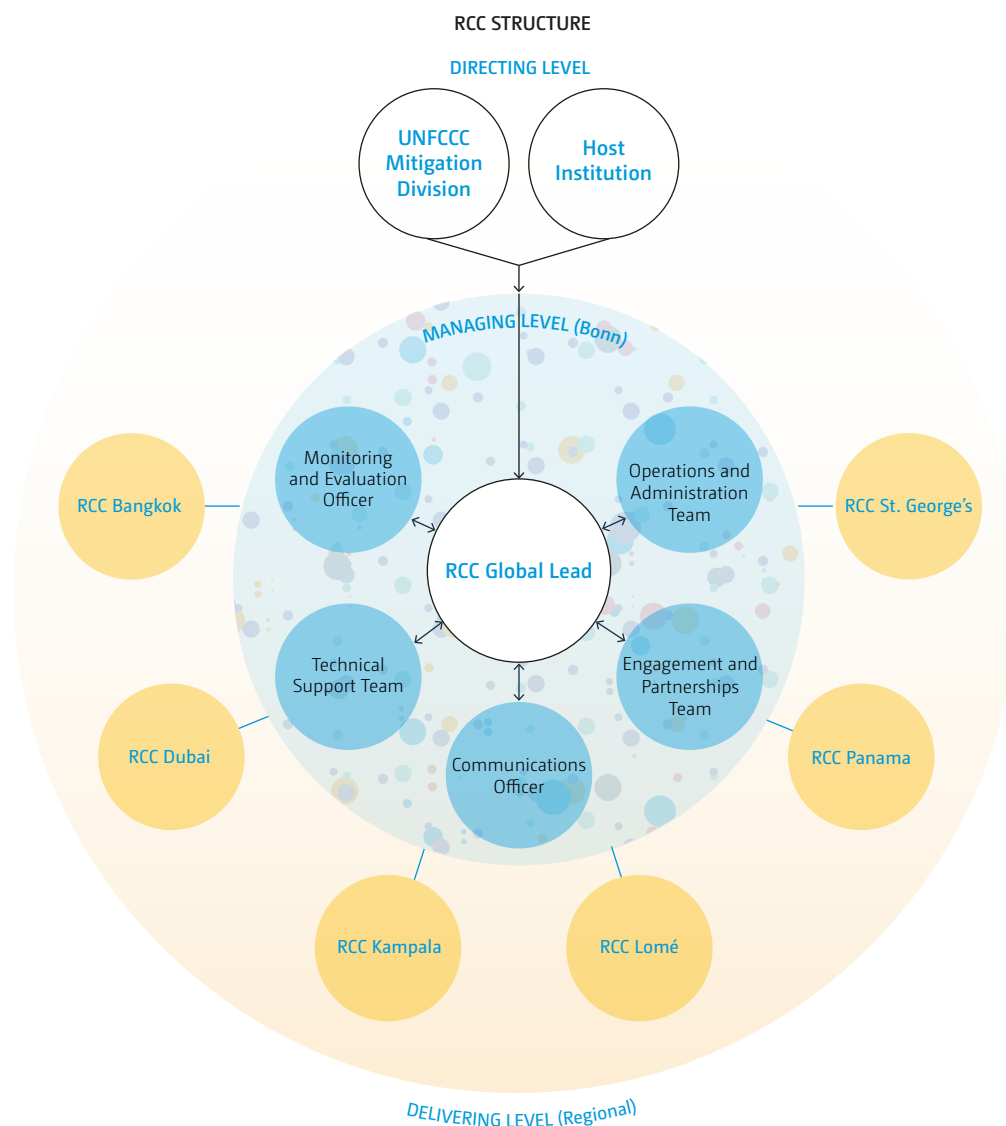 RCC STRUCTURE
DIRECTING LEVEL
UNFCCC
Mitigation
Division
Host
Institution
MANAGING LEVEL (Bonn)
Monitoring
and Evaluation
Officer
Operations and
Administration
Team
RCC Bangkok
RCC St. George's
RCC Global Lead
Technical
Support Team
Engagement and
Partnerships
Team
RCC Dubai
RCC Panama
Communications
Officer
RCC Kampala
RCC Lomé
DELIVERING LEVEL (Regional)